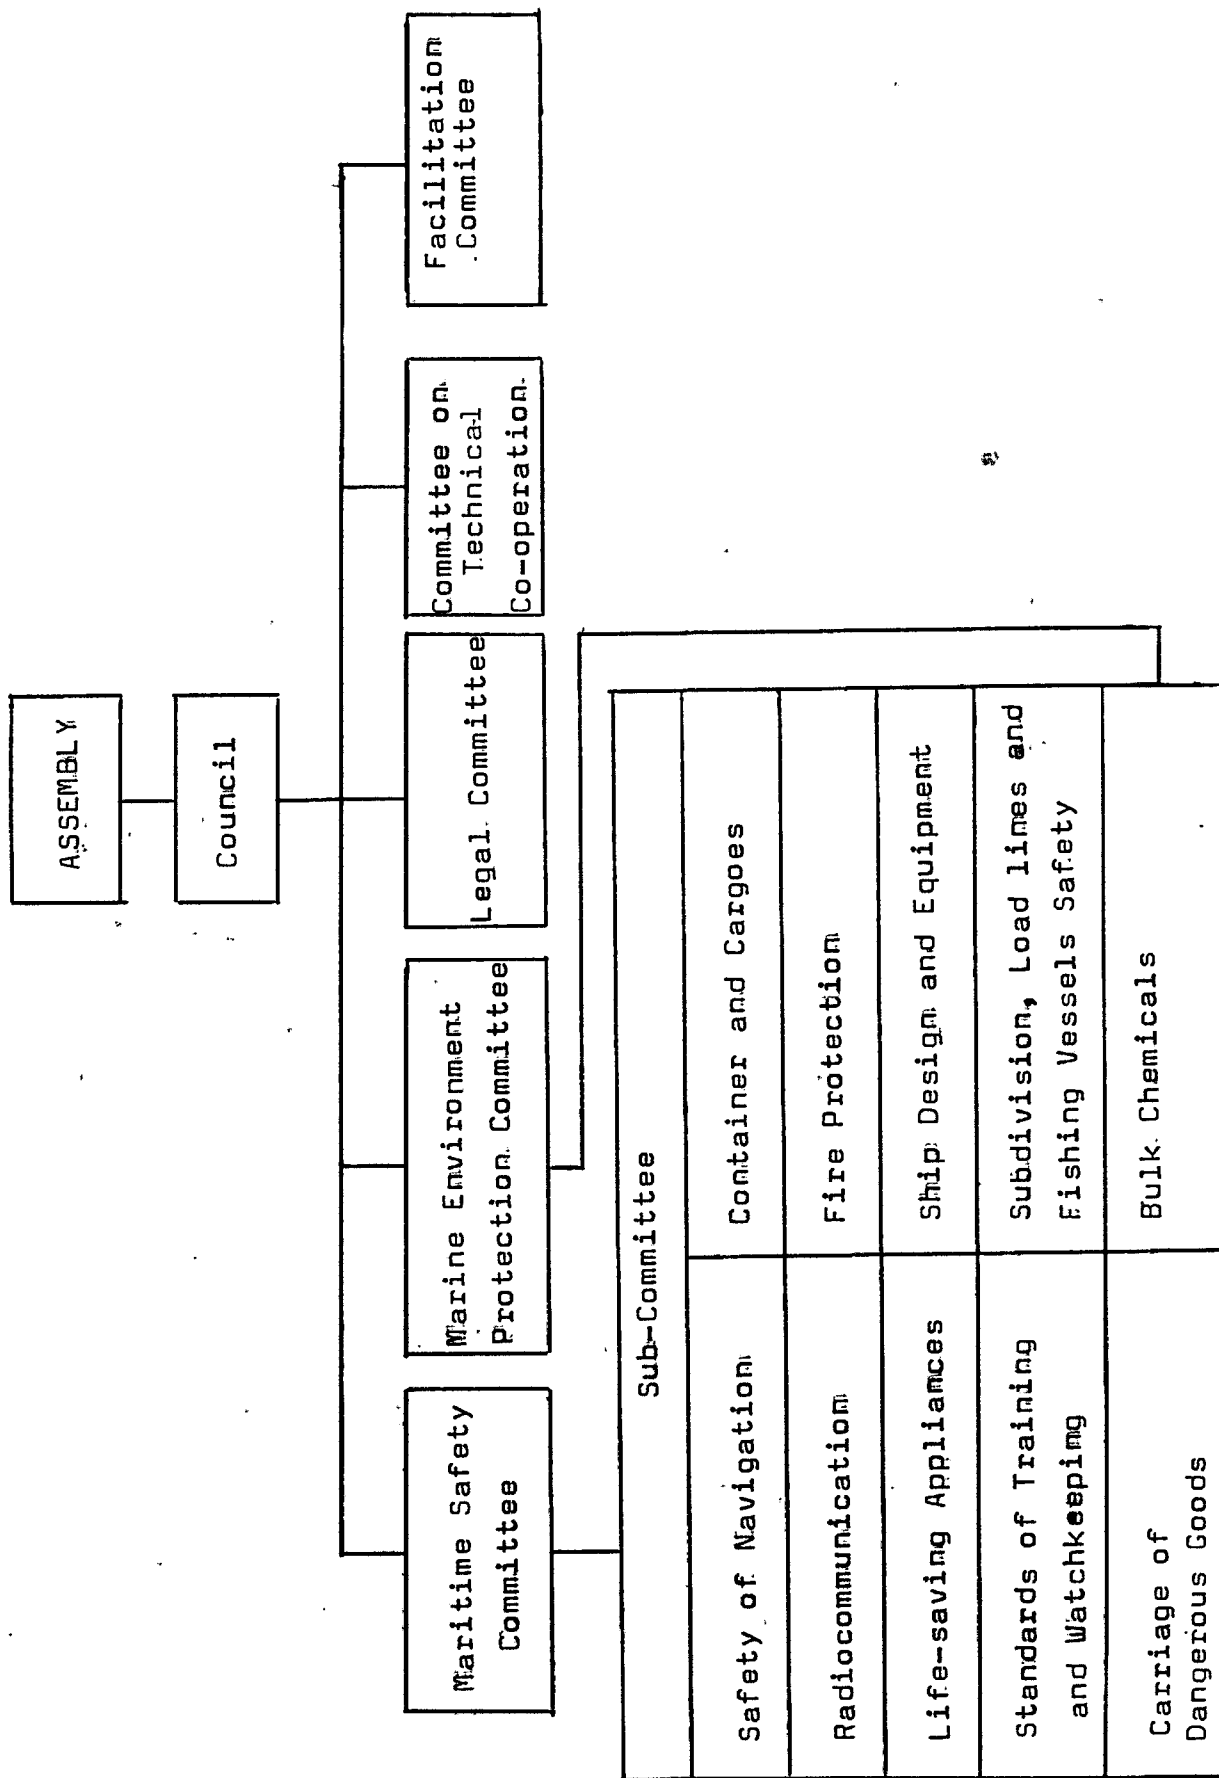 ASSEMBLY
Council
Maritime Safety
Committee
Marine Environment
Protection Committee
Legal Committee
Committee on
Technical
Co-operation
Facilitation
Committee
Sub-Committee
Safety of Navigation
Container and Cargoes
Radiocommunication
Fire Protection
Life-saving Appliances
Ship Design and Equipment
Standards of Training
and Watchkeeping
Subdivision, Load lines and
Fishing Vessels Safety
Carriage of
Dangerous Goods
Bulk Chemicals